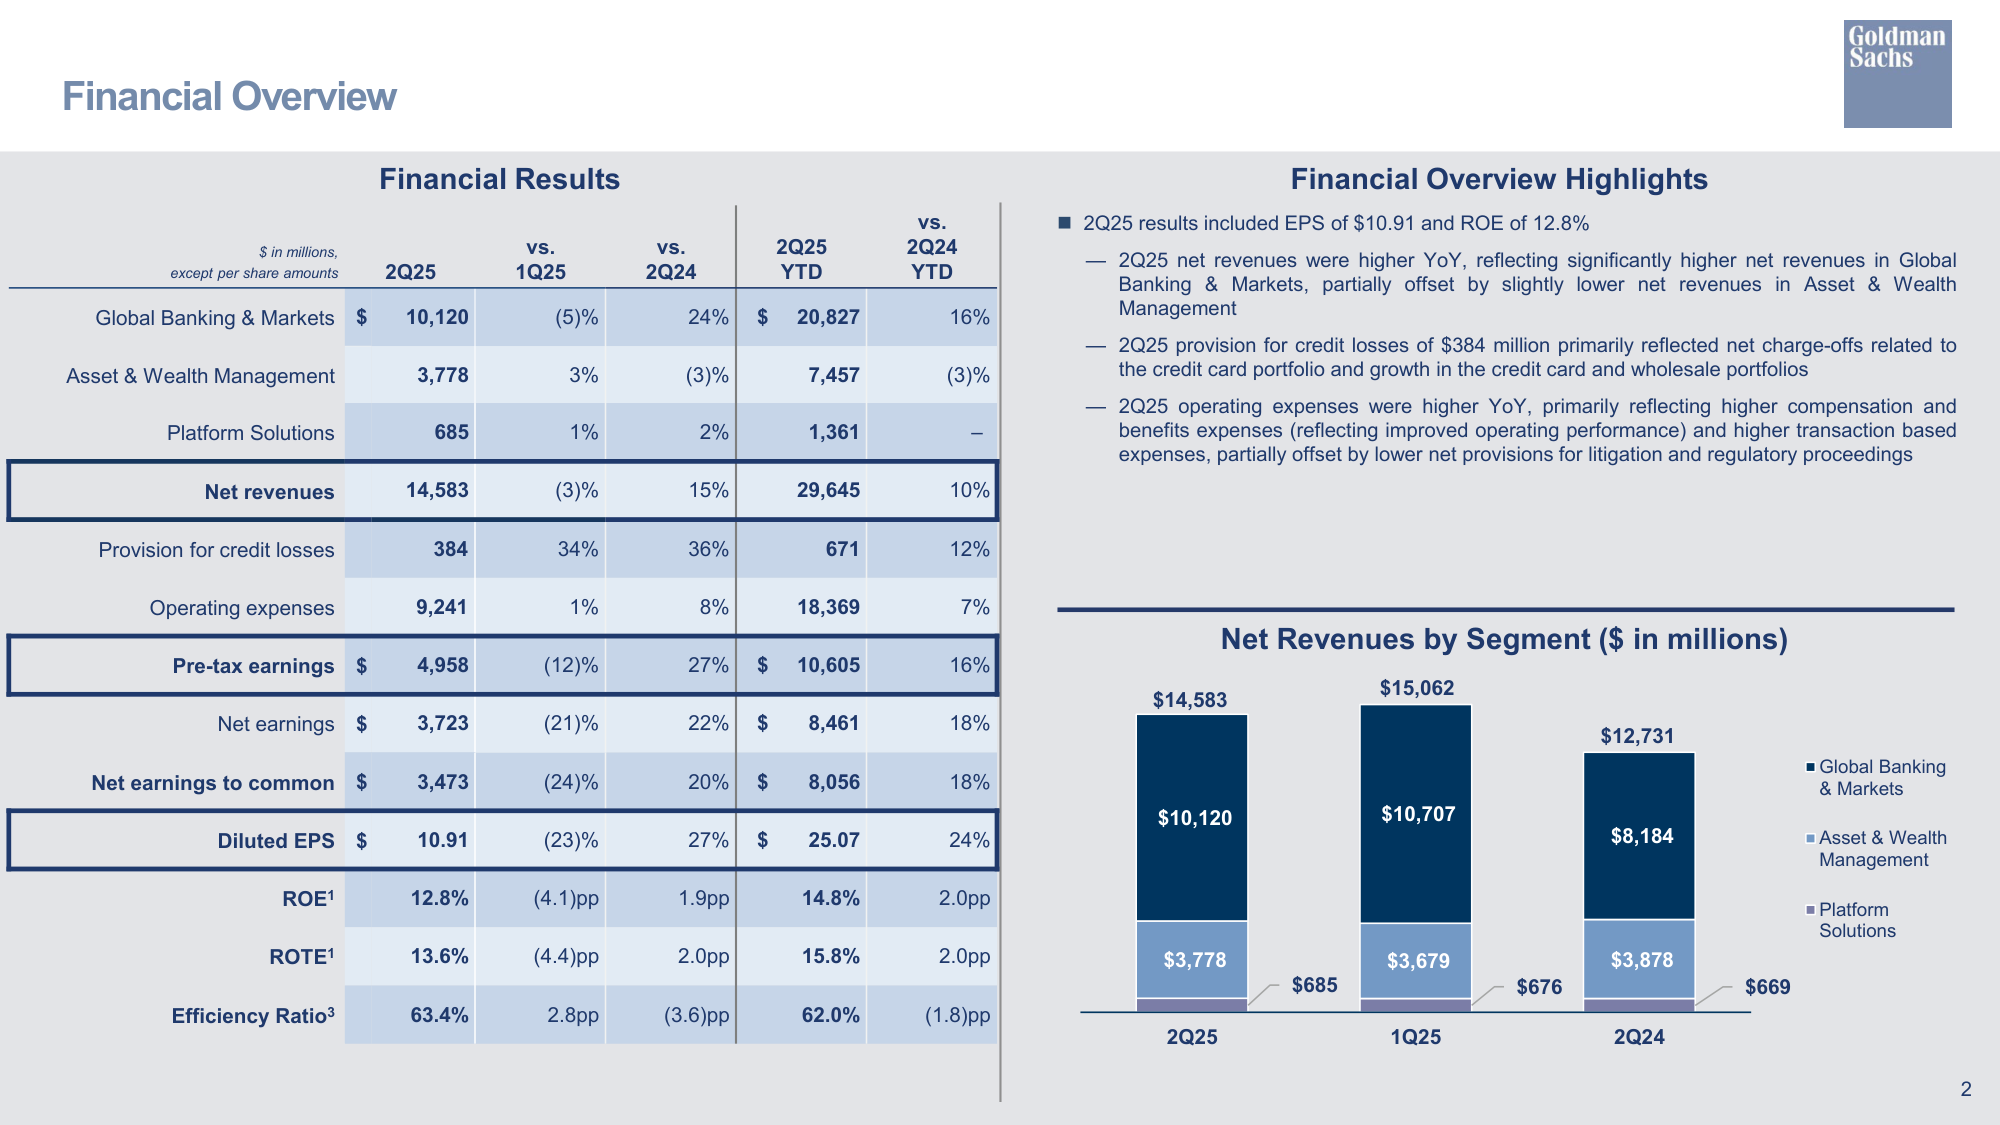 Goldman
Sachs
Financial Overview
Financial Results
$ in millions,
except per share amounts
2Q25
vs.
1Q25
vs.
2Q24
2Q25
YTD
vs.
2Q24
YTD
Global Banking & Markets $ 10,120 (5)% 24% $ 20,827 16%
Asset & Wealth Management 3,778 3% (3)% 7,457 (3)%
Platform Solutions 685 1% 2% 1,361 –
Net revenues 14,583 (3)% 15% 29,645 10%
Provision for credit losses 384 34% 36% 671 12%
Operating expenses 9,241 1% 8% 18,369 7%
Pre-tax earnings $ 4,958 (12)% 27% $ 10,605 16%
Net earnings $ 3,723 (21)% 22% $ 8,461 18%
Net earnings to common $ 3,473 (24)% 20% $ 8,056 18%
Diluted EPS $ 10.91 (23)% 27% $ 25.07 24%
ROE¹ 12.8% (4.1)pp 1.9pp 14.8% 2.0pp
ROTE¹ 13.6% (4.4)pp 2.0pp 15.8% 2.0pp
Efficiency Ratio³ 63.4% 2.8pp (3.6)pp 62.0% (1.8)pp
Financial Overview Highlights
■ 2Q25 results included EPS of $10.91 and ROE of 12.8%
— 2Q25 net revenues were higher YoY, reflecting significantly higher net revenues in Global
Banking & Markets, partially offset by slightly lower net revenues in Asset & Wealth
Management
— 2Q25 provision for credit losses of $384 million primarily reflected net charge-offs related to
the credit card portfolio and growth in the credit card and wholesale portfolios
— 2Q25 operating expenses were higher YoY, primarily reflecting higher compensation and
benefits expenses (reflecting improved operating performance) and higher transaction based
expenses, partially offset by lower net provisions for litigation and regulatory proceedings
Net Revenues by Segment ($ in millions)
$14,583
$15,062
$12,731
$10,120
$10,707
$8,184
$3,778
$3,679
$3,878
$685
$676
$669
2Q25
1Q25
2Q24
Global Banking
& Markets
Asset & Wealth
Management
Platform
Solutions
2